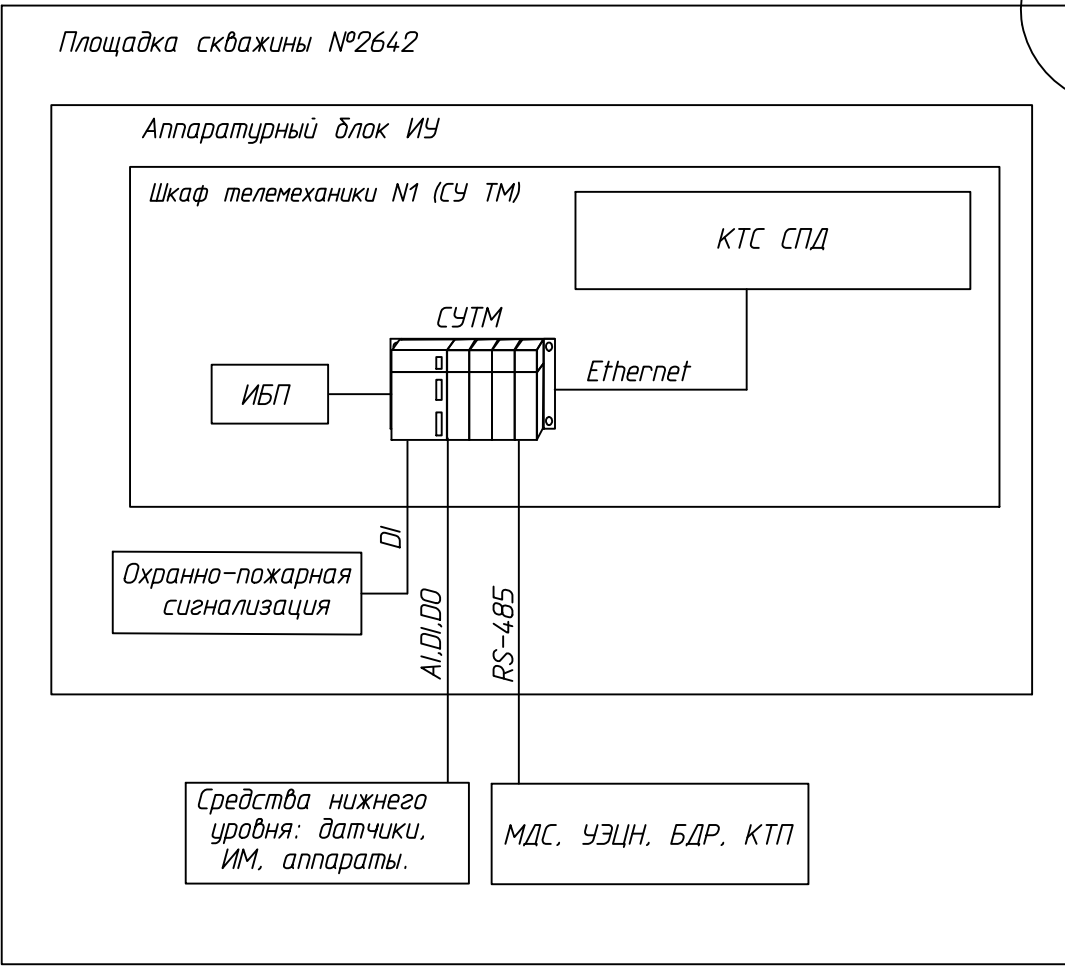 Площадка скважины №2642
Аппаратурный блок ИУ
Шкаф телемеханики N1 (СУ ТМ)
КТС СПД
СУТМ
Ethernet
ИБП
DI
Охранно-пожарная
сигнализация
AI,DI,DO
RS-485
Средства нижнего
уровня: датчики,
ИМ, аппараты.
МДС, УЭЦН, БДР, КТП